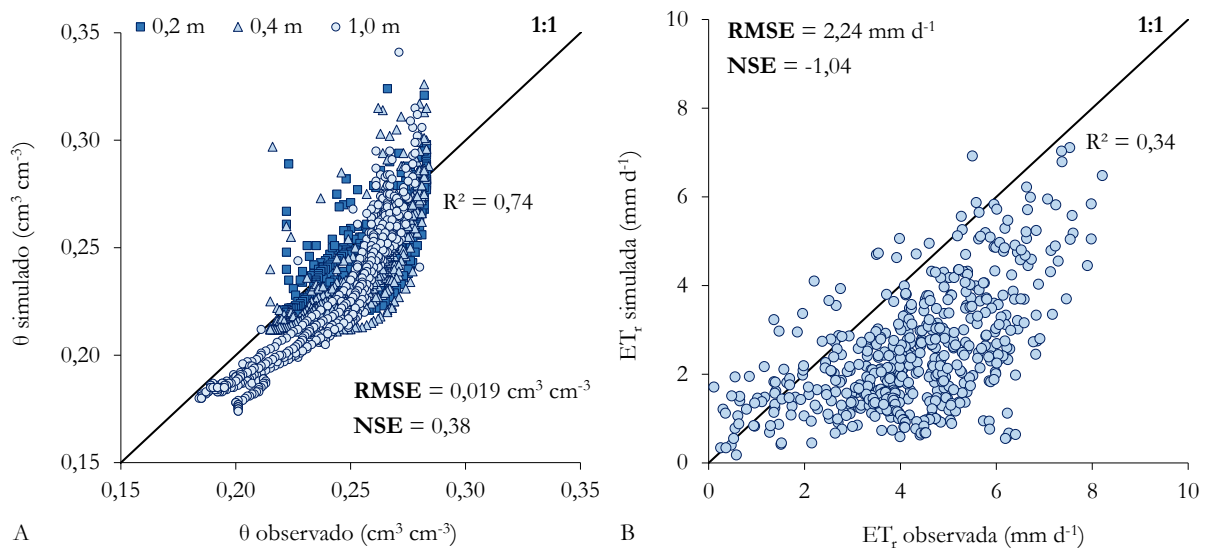 0,2 m 0,4 m 1,0 m
1:1
0,35
0,30
0,25
0,20
0,15
θ simulado (cm³ cm⁻³)
R² = 0,74
RMSE = 0,019 cm³ cm⁻³
NSE = 0,38
0,15 0,20 0,25 0,30 0,35
θ observado (cm³ cm⁻³)
A
RMSE = 2,24 mm d⁻¹
NSE = -1,04
1:1
10
8
6
4
2
0
ETᵣ simulada (mm d⁻¹)
R² = 0,34
0 2 4 6 8 10
ETᵣ observada (mm d⁻¹)
B